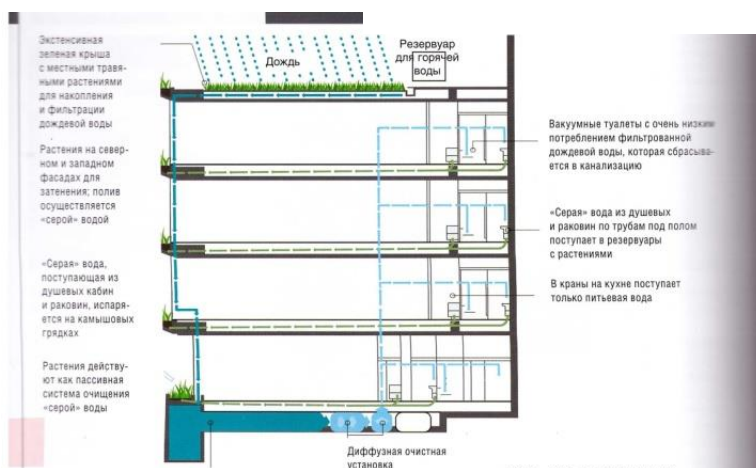 Экстенсивная
зеленая крыша
с местными травя-
ными растениями
для накопления
и фильтрации
дождевой воды
Растения на север-
ном и западном
фасадах для
затенения; полив
осуществляется
«серой» водой
«Серая» вода,
поступающая из
душевых кабин
и раковин, испаря-
ется на камышовых
грядках
Растения действу-
ют как пассивная
система очищения
«серой» воды
Дождь
Резервуар
для горячей
воды
Вакуумные туалеты с очень низким
потреблением фильтрованной
дождевой воды, которая сбрасыва-
ется в канализацию
«Серая» вода из душевых
и раковин по трубам под полом
поступает в резервуары
с растениями
В краны на кухне поступает
только питьевая вода
Диффузная очистная
установка